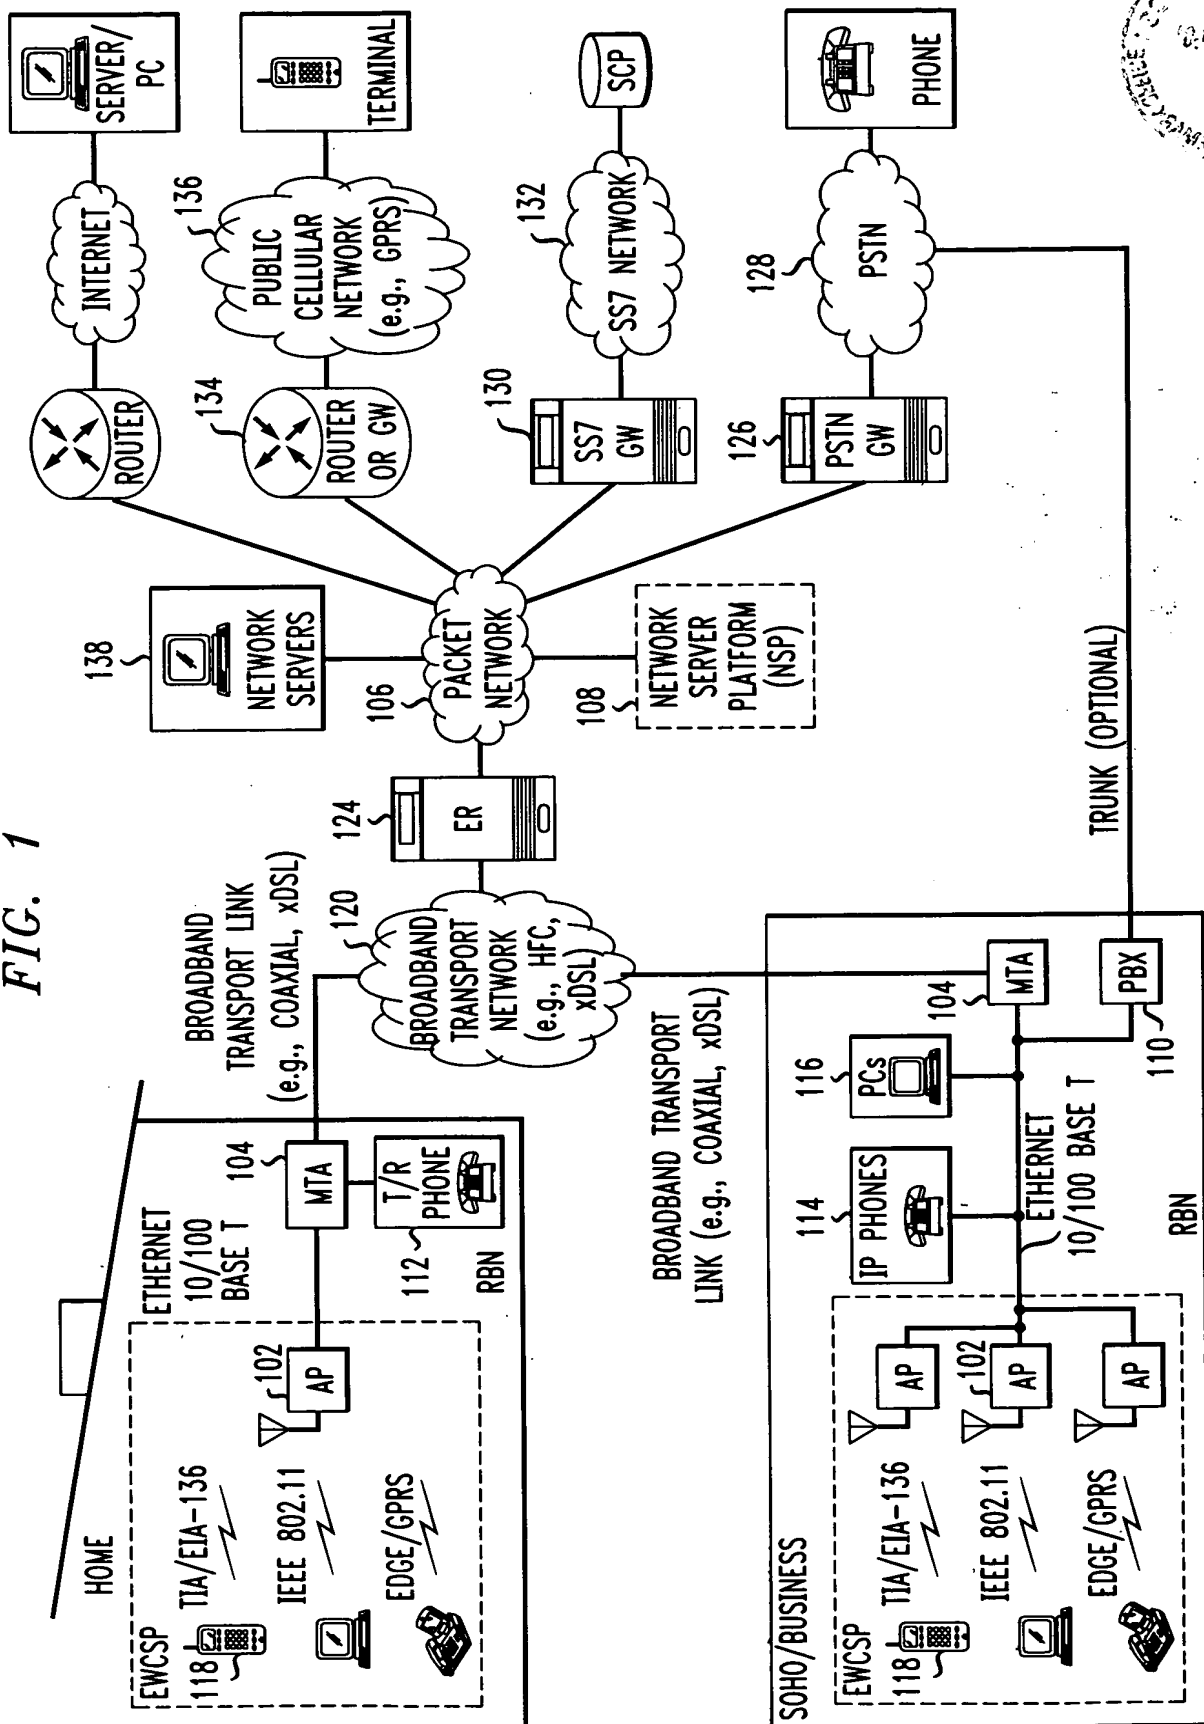 FIG. 1
HOME
EWCSP
118
TIA/EIA-136
IEEE 802.11
EDGE/GPRS
102
AP
ETHERNET
10/100
BASE T
104
MTA
T/R
PHONE
112
RBN
BROADBAND
TRANSPORT LINK
(e.g., COAXIAL, xDSL)
120
BROADBAND
TRANSPORT
NETWORK
(e.g., HFC,
xDSL)
124
ER
138
NETWORK
SERVERS
106
PACKET
NETWORK
108
NETWORK
SERVER
PLATFORM
(NSP)
ROUTER
INTERNET
SERVER/
PC
134
ROUTER
OR GW
136
PUBLIC
CELLULAR
NETWORK
(e.g., GPRS)
TERMINAL
130
SS7
GW
132
SS7 NETWORK
SCP
126
PSTN
GW
128
PSTN
PHONE
BROADBAND TRANSPORT
LINK (e.g., COAXIAL, xDSL)
TRUNK (OPTIONAL)
SOHO/BUSINESS
EWCSP
118
TIA/EIA-136
IEEE 802.11
EDGE/GPRS
AP
102
AP
AP
114
IP PHONES
116
PCs
ETHERNET
10/100 BASE T
104
MTA
PBX
110
RBN